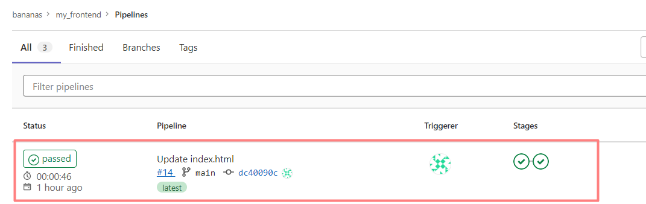 bananas > my_frontend > Pipelines
All 3 Finished Branches Tags
Filter pipelines
Status Pipeline Triggerer Stages
passed Update index.html
00:00:46 #14 main dc40090c
1 hour ago latest